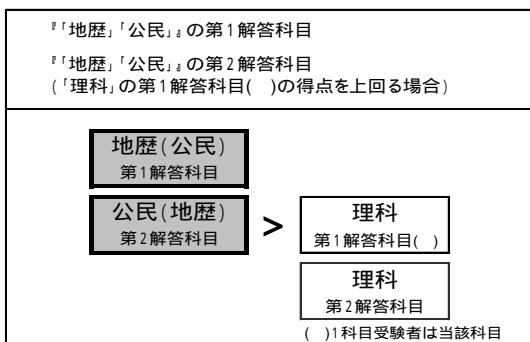 『「地歴」「公民」』の第1解答科目
『「地歴」「公民」』の第2解答科目
(「理科」の第1解答科目( )の得点を上回る場合)
地歴(公民)
第1解答科目
公民(地歴)
第2解答科目
>
理科
第1解答科目( )
理科
第2解答科目
( )1科目受験者は当該科目